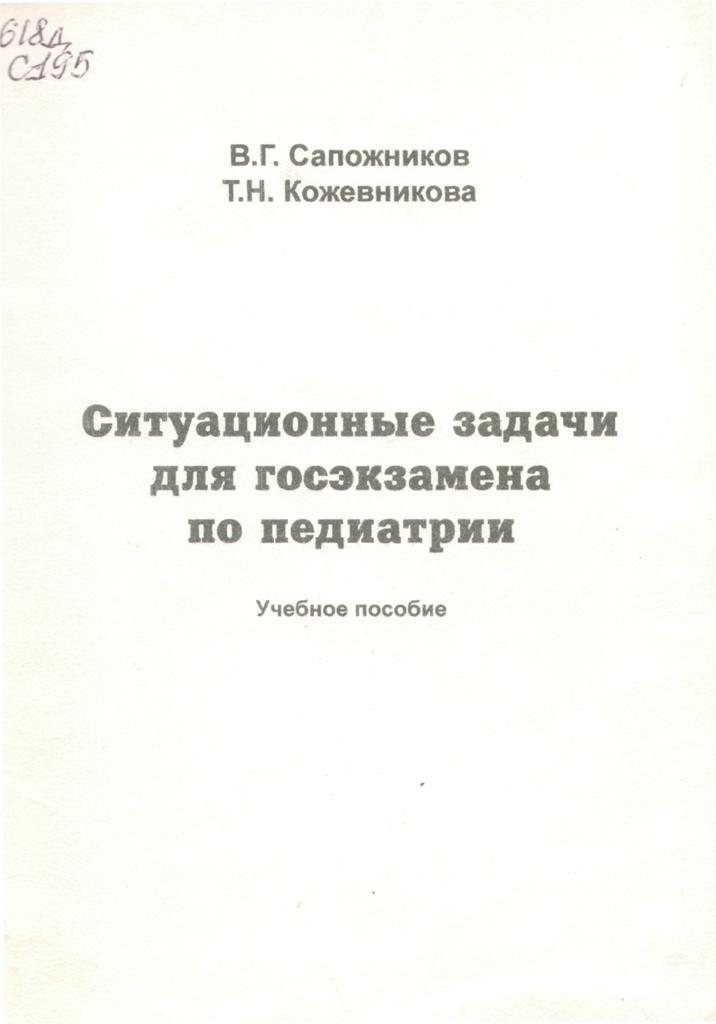 618д
С195
В.Г. Сапожников
Т.Н. Кожевникова
Ситуационные задачи
для госэкзамена
по педиатрии
Учебное пособие